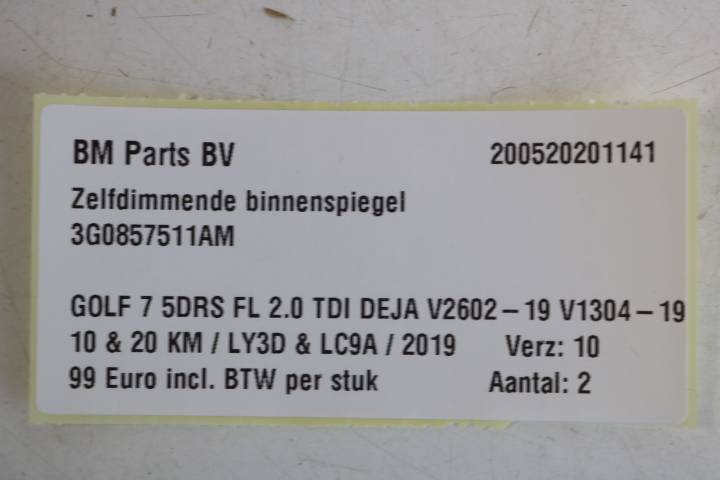 BM Parts BV 200520201141
Zelfdimmende binnenspiegel
3G0857511AM
GOLF 7 5DRS FL 2.0 TDI DEJA V2602 – 19 V1304 – 19
10 & 20 KM / LY3D & LC9A / 2019 Verz: 10
99 Euro incl. BTW per stuk Aantal: 2